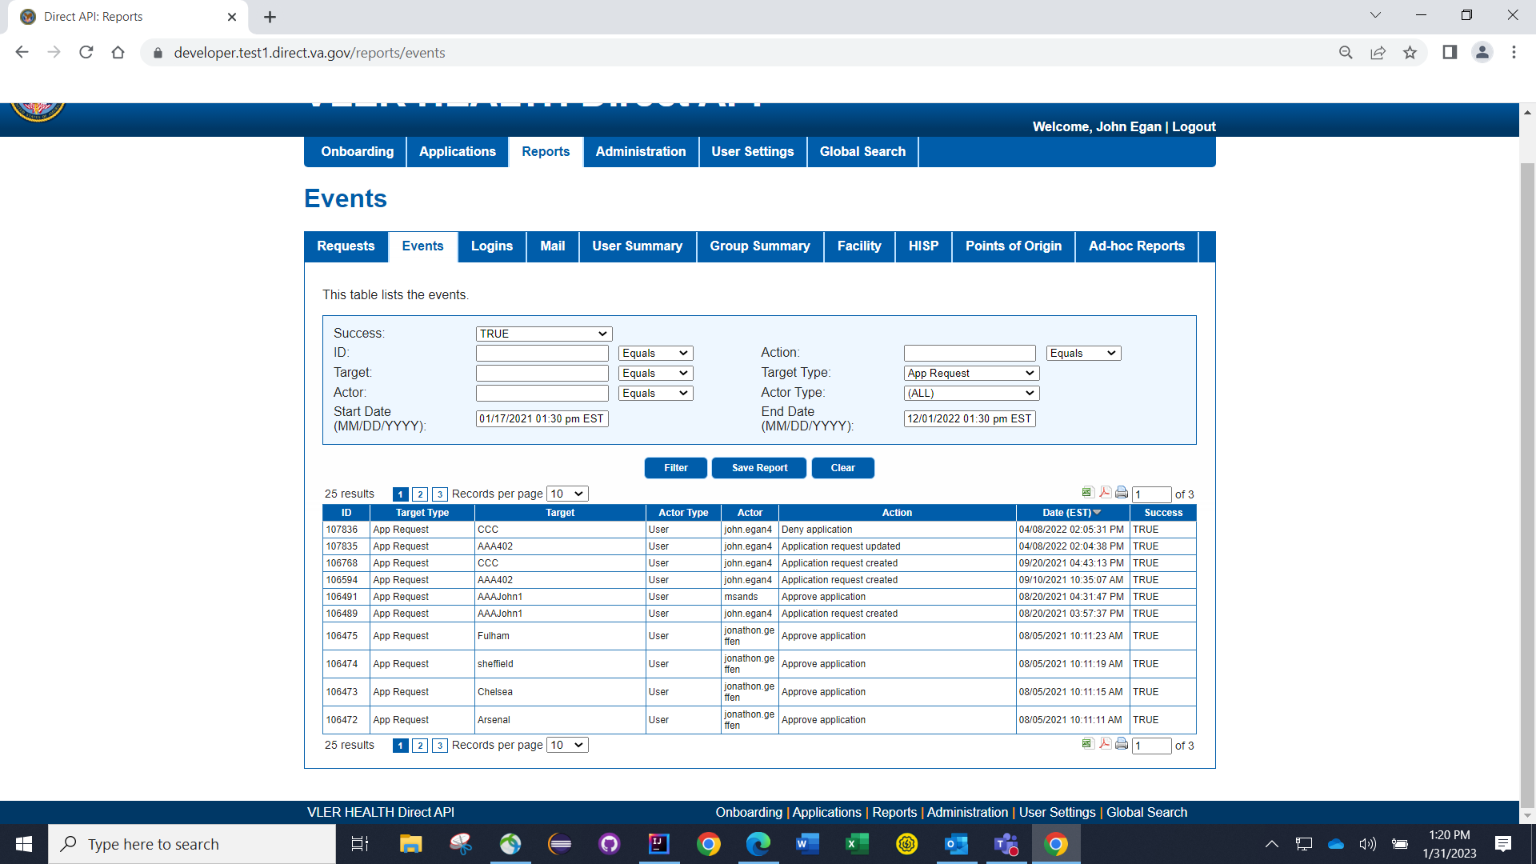 Direct API: Reports
developer.test1.direct.va.gov/reports/events
VLER HEALTH Direct API
Welcome, John Egan | Logout
Onboarding Applications Reports Administration User Settings Global Search
Events
Requests Events Logins Mail User Summary Group Summary Facility HISP Points of Origin Ad-hoc Reports
This table lists the events.
Success: TRUE
ID: Equals Action: Equals
Target: Equals Target Type: App Request
Actor: Equals Actor Type: (ALL)
Start Date (MM/DD/YYYY): 01/17/2021 01:30 pm EST End Date (MM/DD/YYYY): 12/01/2022 01:30 pm EST
Filter Save Report Clear
25 results 1 2 3 Records per page 10 1 of 3
ID Target Type Target Actor Type Actor Action Date (EST) Success
107836 App Request CCC User john.egan4 Deny application 04/08/2022 02:05:31 PM TRUE
107835 App Request AAA402 User john.egan4 Application request updated 04/08/2022 02:04:38 PM TRUE
106768 App Request CCC User john.egan4 Application request created 09/20/2021 04:43:13 PM TRUE
106594 App Request AAA402 User john.egan4 Application request created 09/10/2021 10:35:07 AM TRUE
106491 App Request AAAJohn1 User msands Approve application 08/20/2021 04:31:47 PM TRUE
106489 App Request AAAJohn1 User john.egan4 Application request created 08/20/2021 03:57:37 PM TRUE
106475 App Request Fulham User jonathon.geffen Approve application 08/05/2021 10:11:23 AM TRUE
106474 App Request sheffield User jonathon.geffen Approve application 08/05/2021 10:11:19 AM TRUE
106473 App Request Chelsea User jonathon.geffen Approve application 08/05/2021 10:11:15 AM TRUE
106472 App Request Arsenal User jonathon.geffen Approve application 08/05/2021 10:11:11 AM TRUE
25 results 1 2 3 Records per page 10 1 of 3
VLER HEALTH Direct API Onboarding | Applications | Reports | Administration | User Settings | Global Search
Type here to search
1:20 PM
1/31/2023